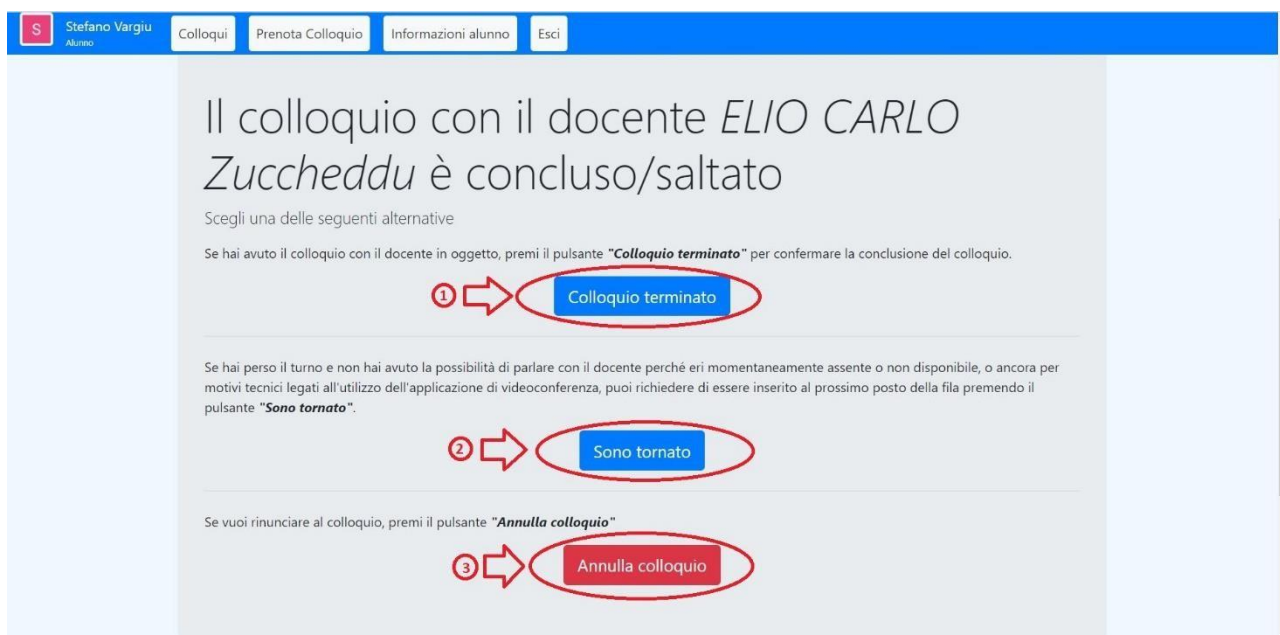 S
Stefano Vargiu
Alunno
Colloqui
Prenota Colloquio
Informazioni alunno
Esci
Il colloquio con il docente ELIO CARLO
Zuccheddu è concluso/saltato
Scegli una delle seguenti alternative
Se hai avuto il colloquio con il docente in oggetto, premi il pulsante "Colloquio terminato" per confermare la conclusione del colloquio.
1
Colloquio terminato
Se hai perso il turno e non hai avuto la possibilità di parlare con il docente perché eri momentaneamente assente o non disponibile, o ancora per
motivi tecnici legati all'utilizzo dell'applicazione di videoconferenza, puoi richiedere di essere inserito al prossimo posto della fila premendo il
pulsante "Sono tornato".
2
Sono tornato
Se vuoi rinunciare al colloquio, premi il pulsante "Annulla colloquio"
3
Annulla colloquio